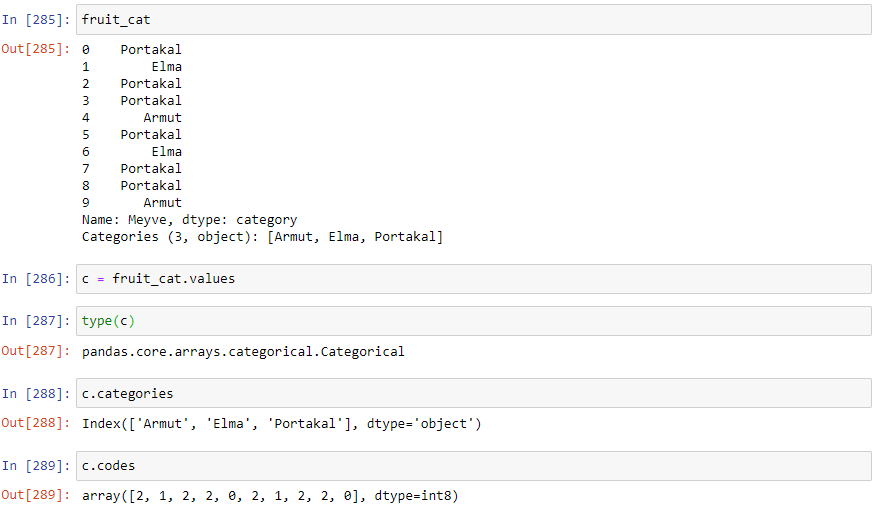 In [285]: fruit_cat
Out[285]: 0    Portakal
1        Elma
2    Portakal
3    Portakal
4       Armut
5    Portakal
6        Elma
7    Portakal
8    Portakal
9       Armut
Name: Meyve, dtype: category
Categories (3, object): [Armut, Elma, Portakal]
In [286]: c = fruit_cat.values
In [287]: type(c)
Out[287]: pandas.core.arrays.categorical.Categorical
In [288]: c.categories
Out[288]: Index(['Armut', 'Elma', 'Portakal'], dtype='object')
In [289]: c.codes
Out[289]: array([2, 1, 2, 2, 0, 2, 1, 2, 2, 0], dtype=int8)